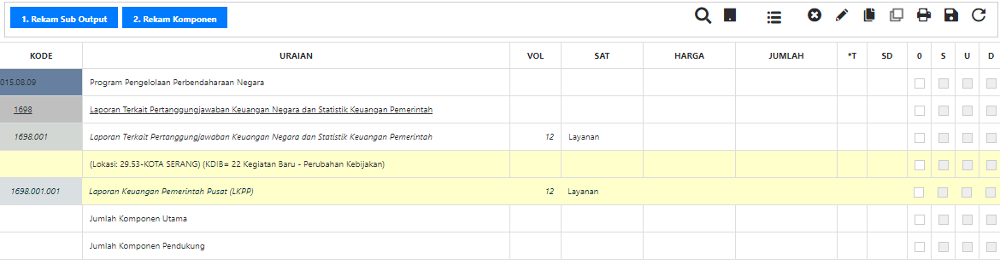 1. Rekam Sub Output 2. Rekam Komponen
KODE URAIAN VOL SAT HARGA JUMLAH *T SD 0 S U D
015.08.09 Program Pengelolaan Perbendaharaan Negara
1698 Laporan Terkait Pertanggungjawaban Keuangan Negara dan Statistik Keuangan Pemerintah
1698.001 Laporan Terkait Pertanggungjawaban Keuangan Negara dan Statistik Keuangan Pemerintah 12 Layanan
(Lokasi: 29.53-KOTA SERANG) (KDIB= 22 Kegiatan Baru - Perubahan Kebijakan)
1698.001.001 Laporan Keuangan Pemerintah Pusat (LKPP) 12 Layanan
Jumlah Komponen Utama
Jumlah Komponen Pendukung